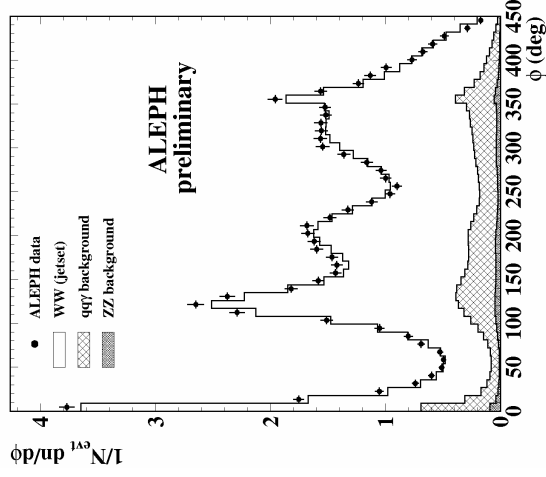 1/N_evt dn/dϕ
ALEPH data
WW (jetset)
qqγ background
ZZ background
ALEPH
preliminary
4
3
2
1
0
0
50
100
150
200
250
300
350
400
450
ϕ (deg)